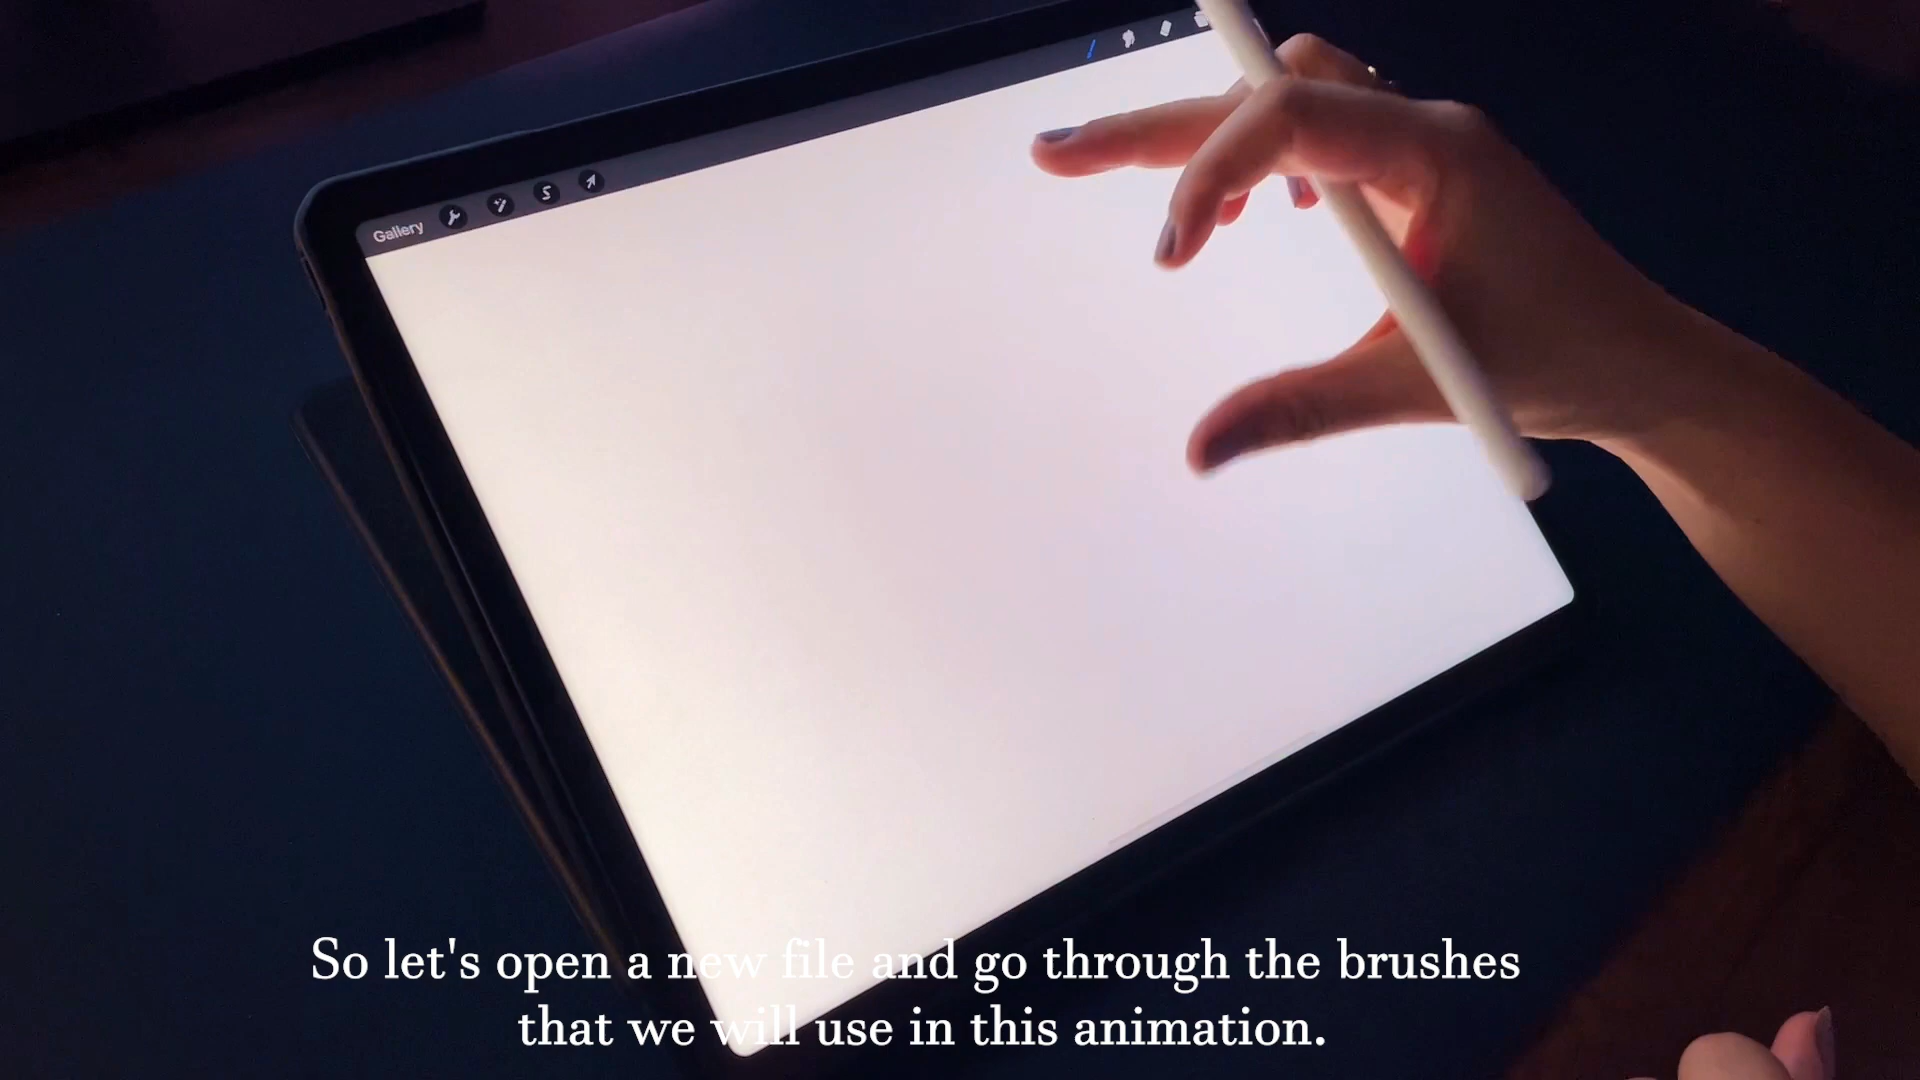 Gallery
So let's open a new file and go through the brushes
that we will use in this animation.